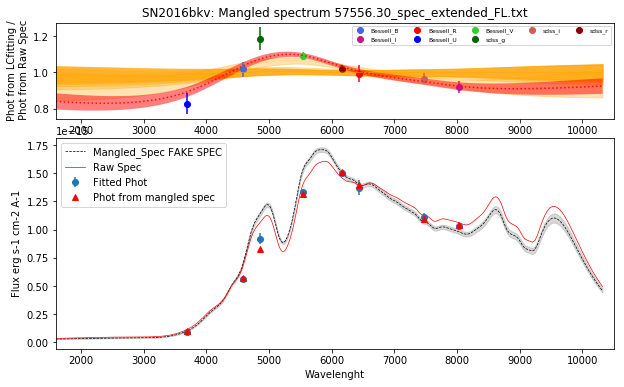 SN2016bkv: Mangled spectrum 57556.30_spec_extended_FL.txt
Phot from LCfitting /
Phot from Raw Spec
1.2
1.0
0.8
Bessell_B
Bessell_I
Bessell_R
Bessell_U
Bessell_V
sdss_g
sdss_i
sdss_r
2000 3000 4000 5000 6000 7000 8000 9000 10000
Flux erg s-1 cm-2 A-1
1.75
1.50
1.25
1.00
0.75
0.50
0.25
0.00
Mangled_Spec FAKE SPEC
Raw Spec
Fitted Phot
Phot from mangled spec
2000 3000 4000 5000 6000 7000 8000 9000 10000
Wavelenght